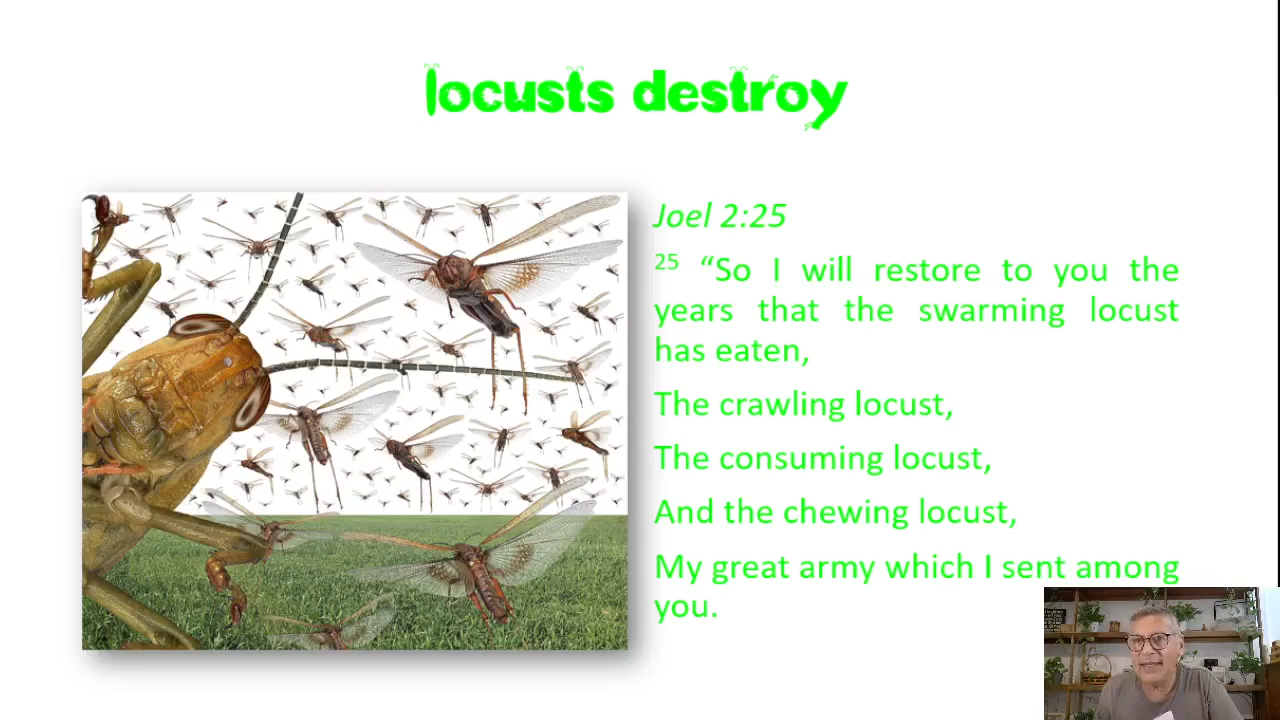 locusts destroy
Joel 2:25
25 “So I will restore to you the
years that the swarming locust
has eaten,
The crawling locust,
The consuming locust,
And the chewing locust,
My great army which I sent among
you.